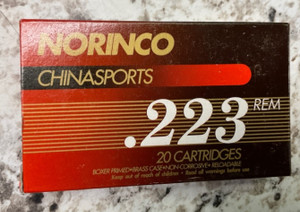 NORINCO
CHINASPORTS
.223 REM
20 CARTRIDGES
BOXER PRIMED•BRASS CASE•NON-CORROSIVE• RELOADABLE
Keep out of reach of children • Read all warnings before use